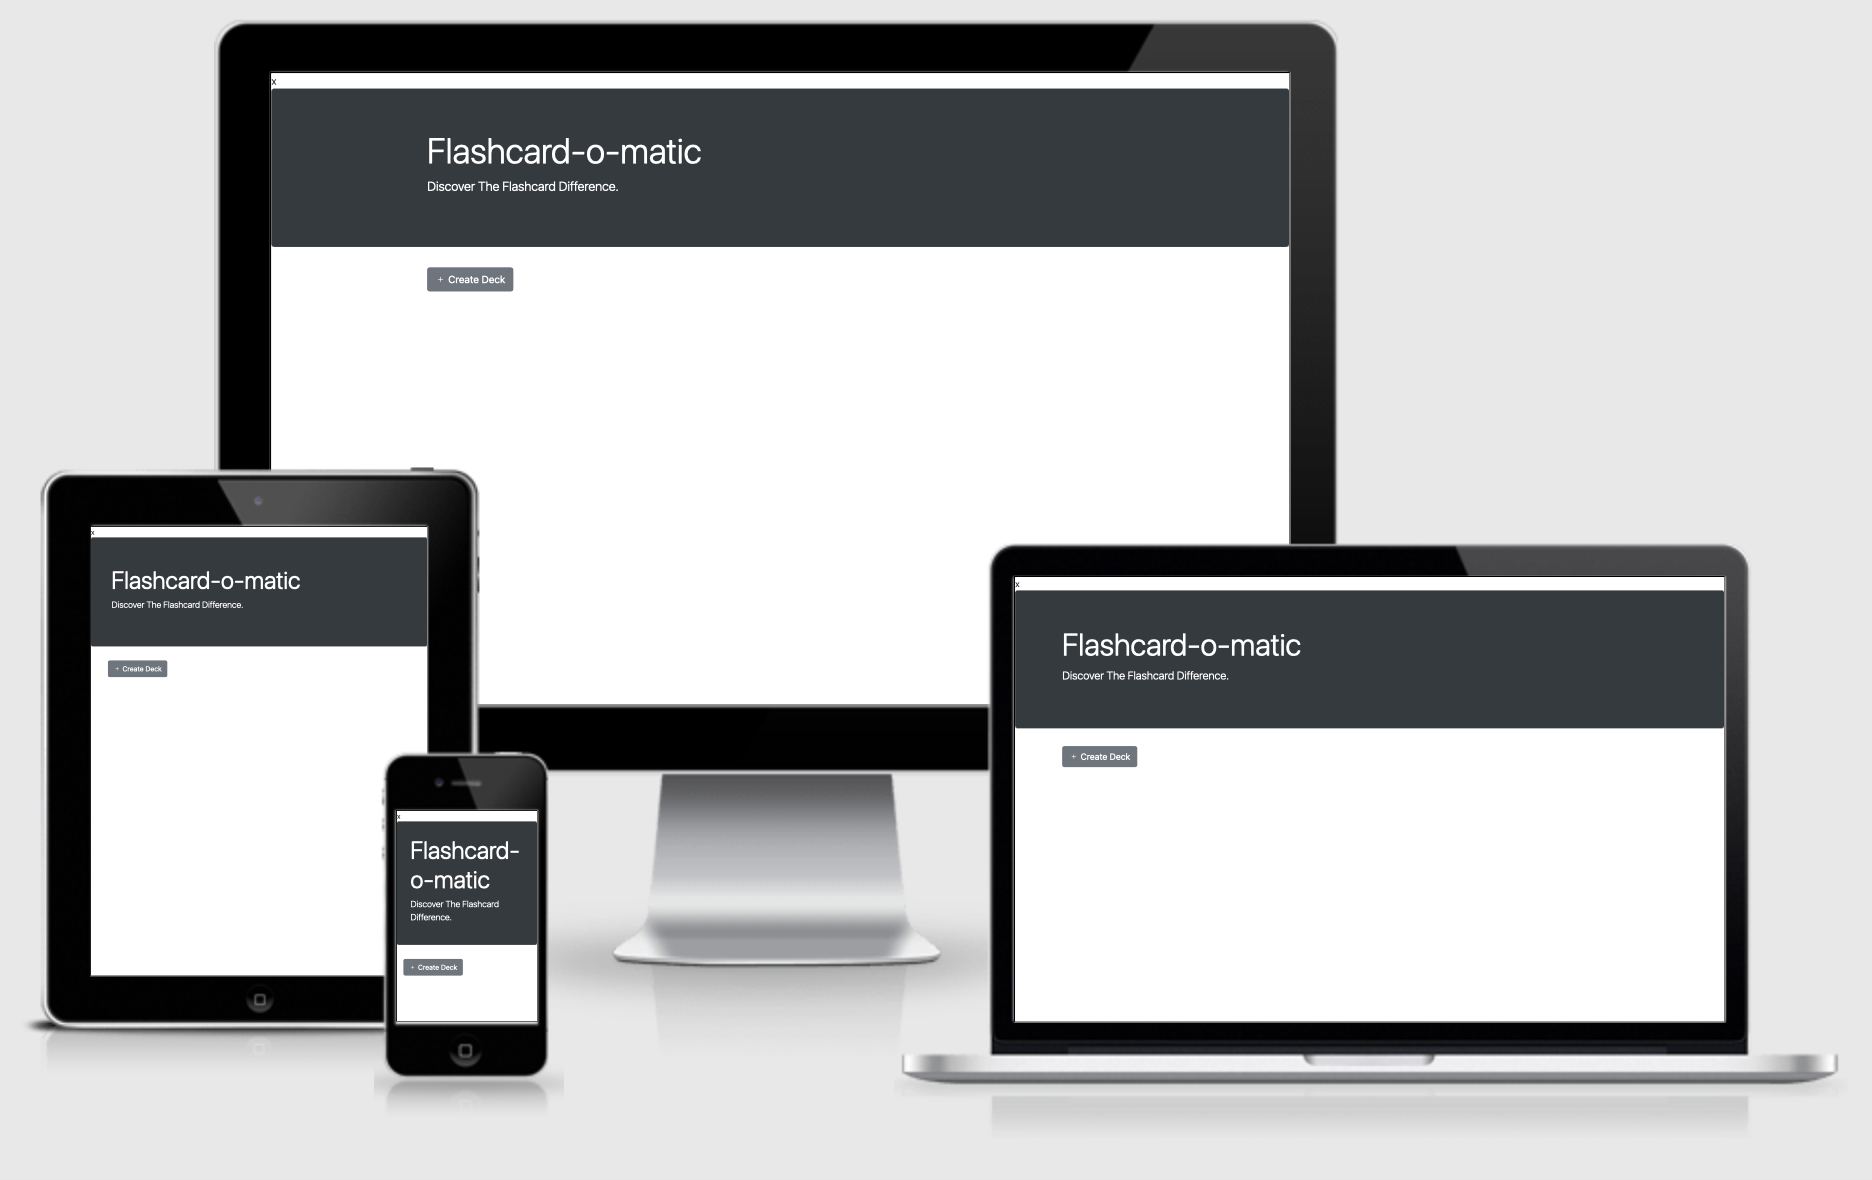 x
Flashcard-o-matic
Discover The Flashcard Difference.
+ Create Deck
x
Flashcard-o-matic
Discover The Flashcard Difference.
+ Create Deck
x
Flashcard-
o-matic
Discover The Flashcard
Difference.
+ Create Deck
x
Flashcard-o-matic
Discover The Flashcard Difference.
+ Create Deck